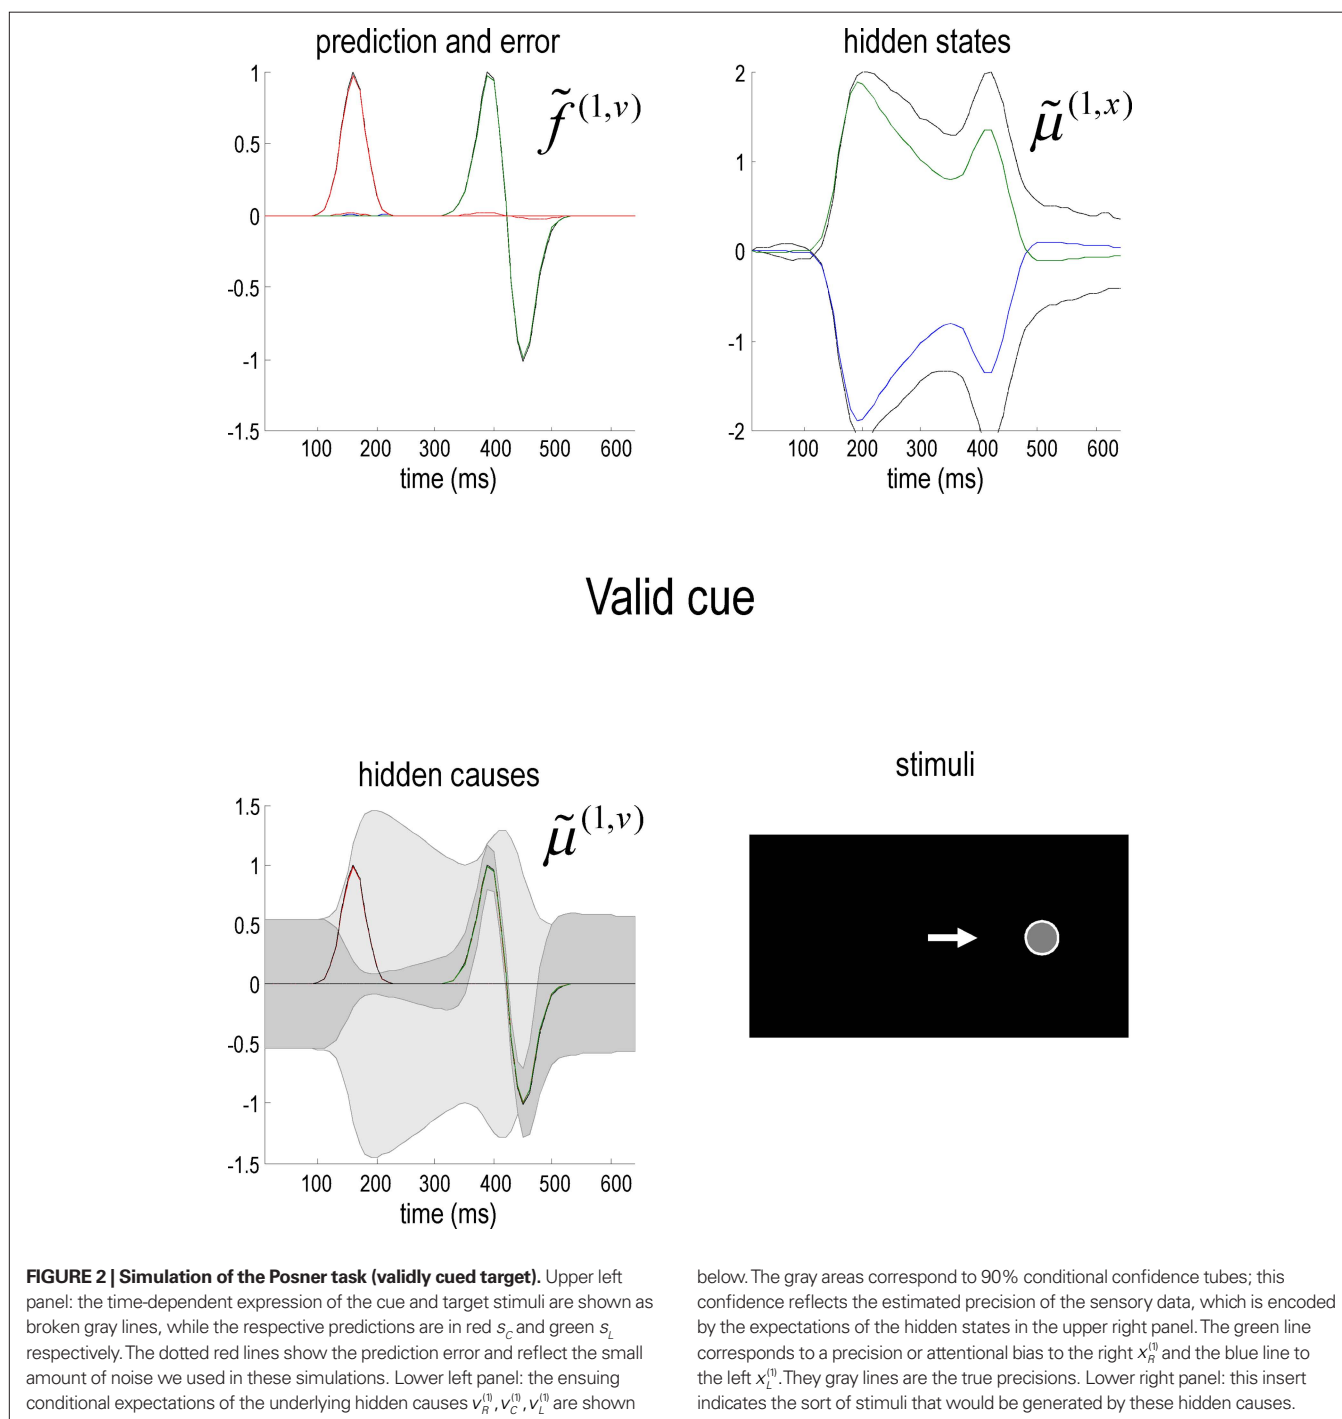 prediction and error
f̃^(1,v)
1
0.5
0
-0.5
-1
-1.5
100 200 300 400 500 600
time (ms)
hidden states
μ̃^(1,x)
2
1
0
-1
-2
100 200 300 400 500 600
time (ms)
Valid cue
hidden causes
μ̃^(1,v)
1.5
1
0.5
0
-0.5
-1
-1.5
100 200 300 400 500 600
time (ms)
stimuli
FIGURE 2 | Simulation of the Posner task (validly cued target). Upper left
panel: the time-dependent expression of the cue and target stimuli are shown as
broken gray lines, while the respective predictions are in red s_C and green s_L
respectively. The dotted red lines show the prediction error and reflect the small
amount of noise we used in these simulations. Lower left panel: the ensuing
conditional expectations of the underlying hidden causes v_R^(1), v_C^(1), v_L^(1) are shown
below. The gray areas correspond to 90% conditional confidence tubes; this
confidence reflects the estimated precision of the sensory data, which is encoded
by the expectations of the hidden states in the upper right panel. The green line
corresponds to a precision or attentional bias to the right x_R^(1) and the blue line to
the left x_L^(1). They gray lines are the true precisions. Lower right panel: this insert
indicates the sort of stimuli that would be generated by these hidden causes.